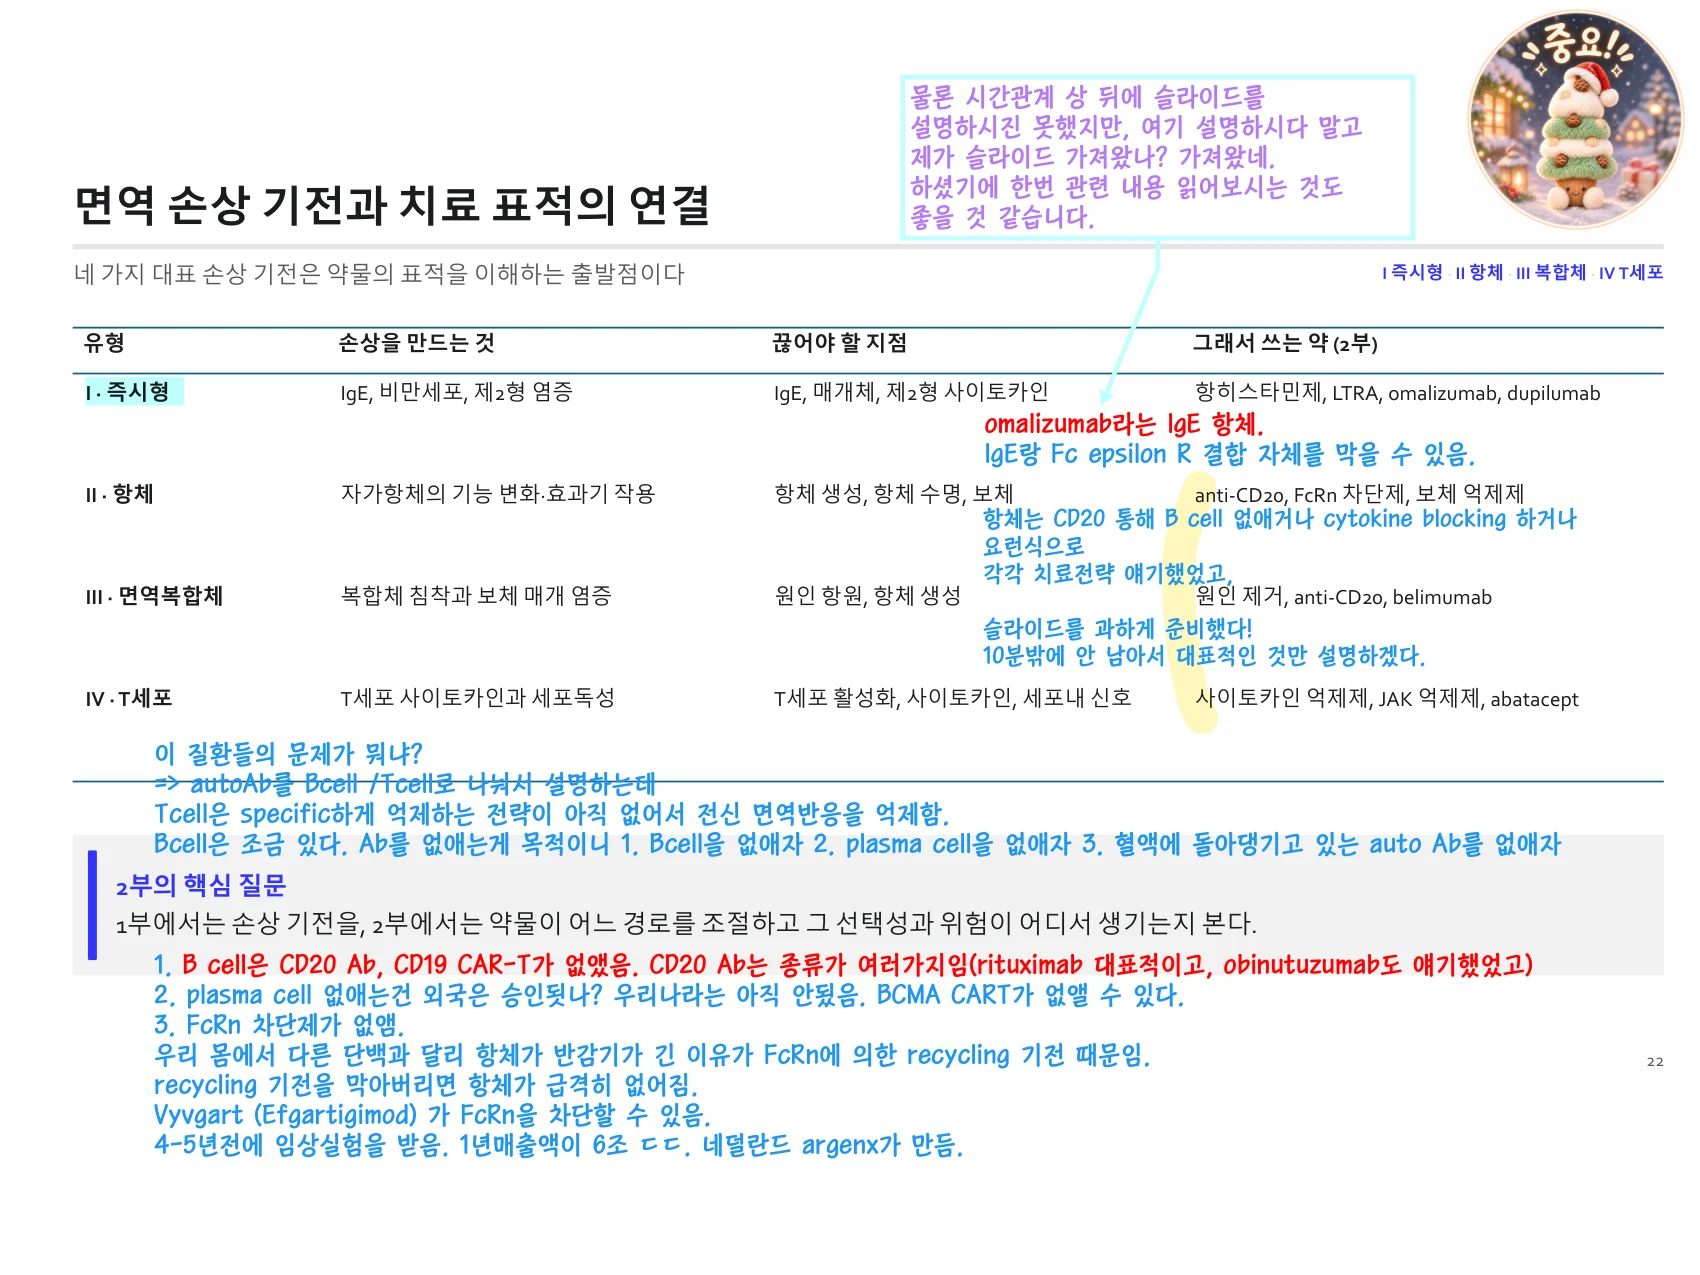 중요!
물론 시간관계 상 뒤에 슬라이드를
설명하시진 못했지만, 여기 설명하시다 말고
제가 슬라이드 가져왔나? 가져왔네.
하셨기에 한번 관련 내용 읽어보시는 것도
좋을 것 같습니다.
면역 손상 기전과 치료 표적의 연결
네 가지 대표 손상 기전은 약물의 표적을 이해하는 출발점이다
I 즉시형 · II 항체 · III 복합체 · IV T세포
유형 손상을 만드는 것 끊어야 할 지점 그래서 쓰는 약 (2부)
I · 즉시형 IgE, 비만세포, 제2형 염증 IgE, 매개체, 제2형 사이토카인 항히스타민제, LTRA, omalizumab, dupilumab
omalizumab라는 IgE 항체.
IgE랑 Fc epsilon R 결합 자체를 막을 수 있음.
II · 항체 자가항체의 기능 변화·효과기 작용 항체 생성, 항체 수명, 보체 anti-CD20, FcRn 차단제, 보체 억제제
항체는 CD20 통해 B cell 없애거나 cytokine blocking 하거나
요런식으로
각각 치료전략 얘기했었고,
III · 면역복합체 복합체 침착과 보체 매개 염증 원인 항원, 항체 생성 원인 제거, anti-CD20, belimumab
슬라이드를 과하게 준비했다!
10분밖에 안 남아서 대표적인 것만 설명하겠다.
IV · T세포 T세포 사이토카인과 세포독성 T세포 활성화, 사이토카인, 세포내 신호 사이토카인 억제제, JAK 억제제, abatacept
이 질환들의 문제가 뭐냐?
=> autoAb를 Bcell /Tcell로 나눠서 설명하는데
Tcell은 specific하게 억제하는 전략이 아직 없어서 전신 면역반응을 억제함.
Bcell은 조금 있다. Ab를 없애는게 목적이니 1. Bcell을 없애자 2. plasma cell을 없애자 3. 혈액에 돌아댕기고 있는 auto Ab를 없애자
2부의 핵심 질문
1부에서는 손상 기전을, 2부에서는 약물이 어느 경로를 조절하고 그 선택성과 위험이 어디서 생기는지 본다.
1. B cell은 CD20 Ab, CD19 CAR-T가 없앴음. CD20 Ab는 종류가 여러가지임(rituximab 대표적이고, obinutuzumab도 얘기했었고)
2. plasma cell 없애는건 외국은 승인됫나? 우리나라는 아직 안됬음. BCMA CART가 없앨 수 있다.
3. FcRn 차단제가 없앰.
우리 몸에서 다른 단백과 달리 항체가 반감기가 긴 이유가 FcRn에 의한 recycling 기전 때문임.
recycling 기전을 막아버리면 항체가 급격히 없어짐.
Vyvgart (Efgartigimod) 가 FcRn을 차단할 수 있음.
4-5년전에 임상실험을 받음. 1년매출액이 6조 ㄷㄷ. 네덜란드 argenx가 만듬.
22